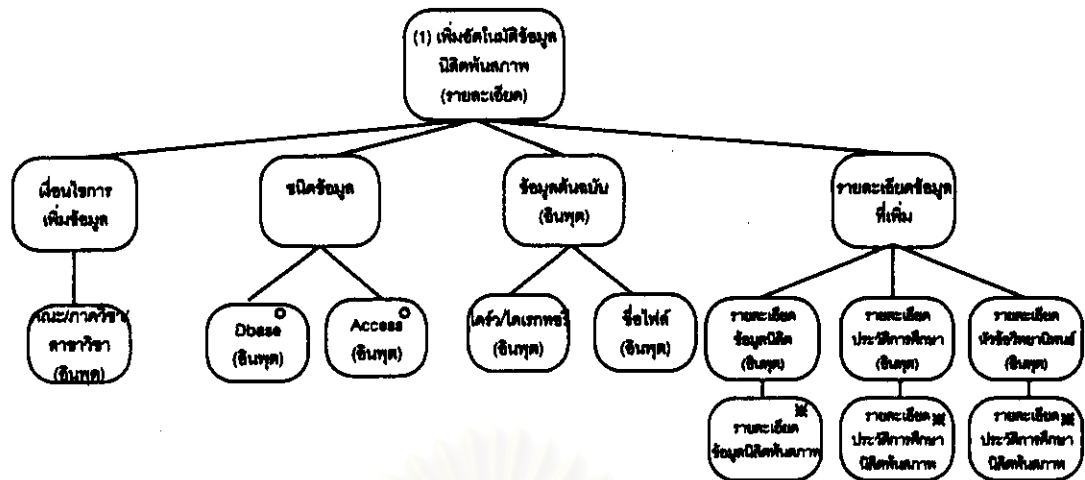 (1) เพิ่มอัตโนมัติข้อมูล
นิสิตพ้นสภาพ
(รายละเอียด)
เงื่อนไขการ
เพิ่มข้อมูล
ชนิดข้อมูล
ข้อมูลต้นฉบับ
(อินพุต)
รายละเอียดข้อมูล
ที่เพิ่ม
คณะ/ภาควิชา/
สาขาวิชา
(อินพุต)
Dbase
(อินพุต)
Access
(อินพุต)
ไดร์ว/ไดเรกทอรี
(อินพุต)
ชื่อไฟล์
(อินพุต)
รายละเอียด
ข้อมูลนิสิต
(อินพุต)
รายละเอียด
ประวัติการศึกษา
(อินพุต)
รายละเอียด
หัวข้อวิทยานิพนธ์
(อินพุต)
รายละเอียด
ข้อมูลนิสิตพ้นสภาพ
รายละเอียด
ประวัติการศึกษา
นิสิตพ้นสภาพ
รายละเอียด
ประวัติการศึกษา
นิสิตพ้นสภาพ